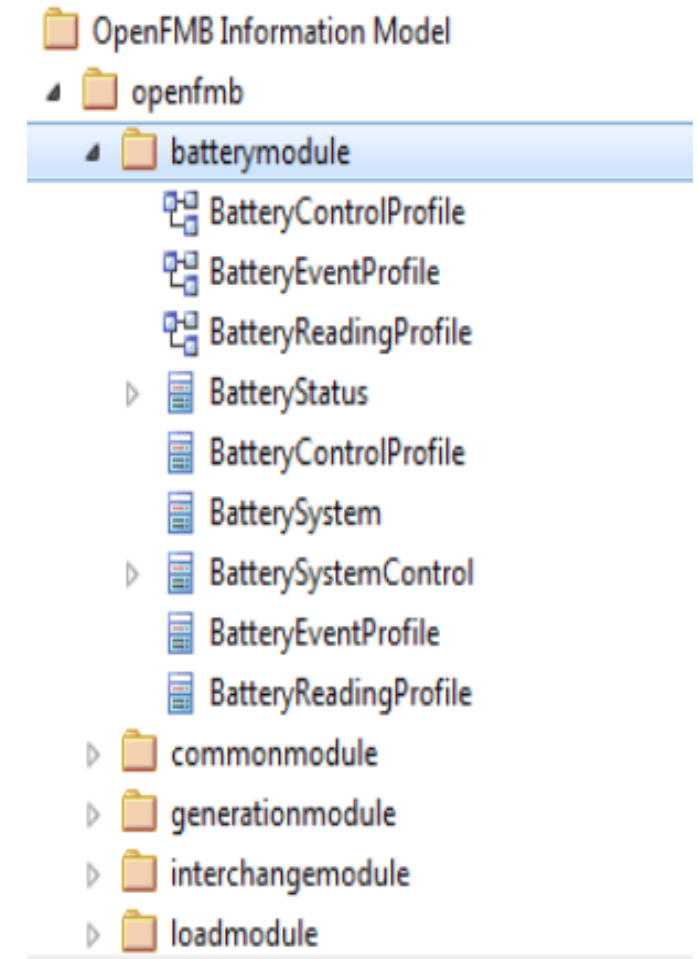 OpenFMB Information Model
openfmb
batterymodule
BatteryControlProfile
BatteryEventProfile
BatteryReadingProfile
BatteryStatus
BatteryControlProfile
BatterySystem
BatterySystemControl
BatteryEventProfile
BatteryReadingProfile
commonmodule
generationmodule
interchangemodule
loadmodule